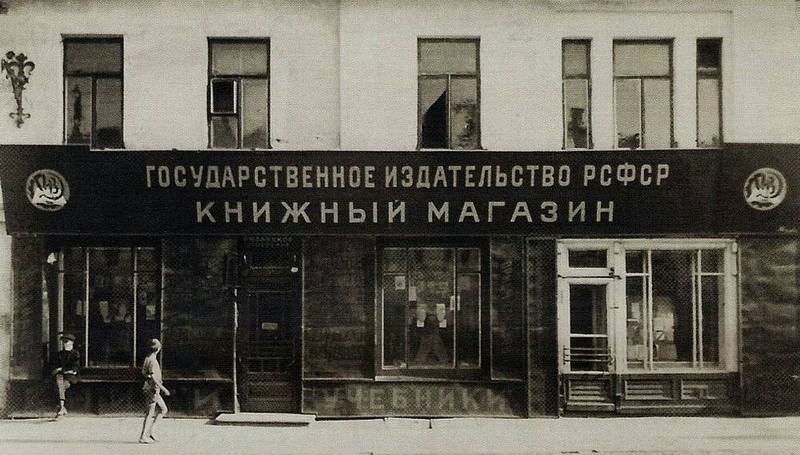 ГОСУДАРСТВЕННОЕ ИЗДАТЕЛЬСТВО РСФСР
КНИЖНЫЙ МАГАЗИН
УЧЕБНИКИ